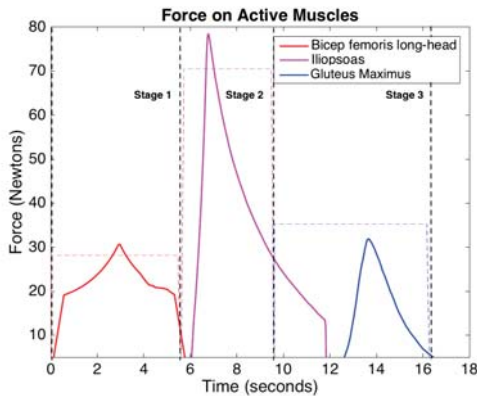 Force on Active Muscles
80
70
60
50
40
30
20
10
Force (Newtons)
Bicep femoris long-head
Iliopsoas
Gluteus Maximus
Stage 1
Stage 2
Stage 3
0 2 4 6 8 10 12 14 16 18
Time (seconds)